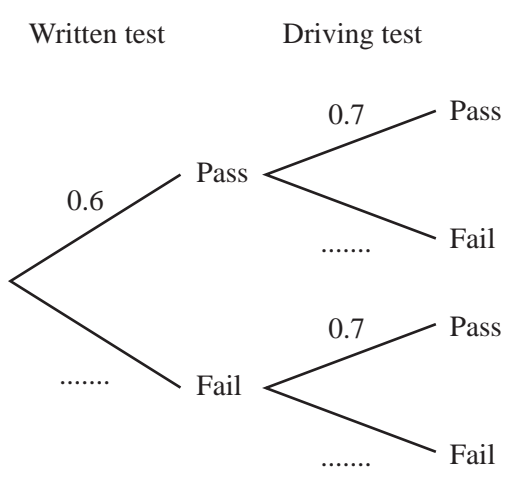 Written test Driving test
0.7 Pass
Pass
0.6
....... Fail
0.7 Pass
....... Fail
....... Fail